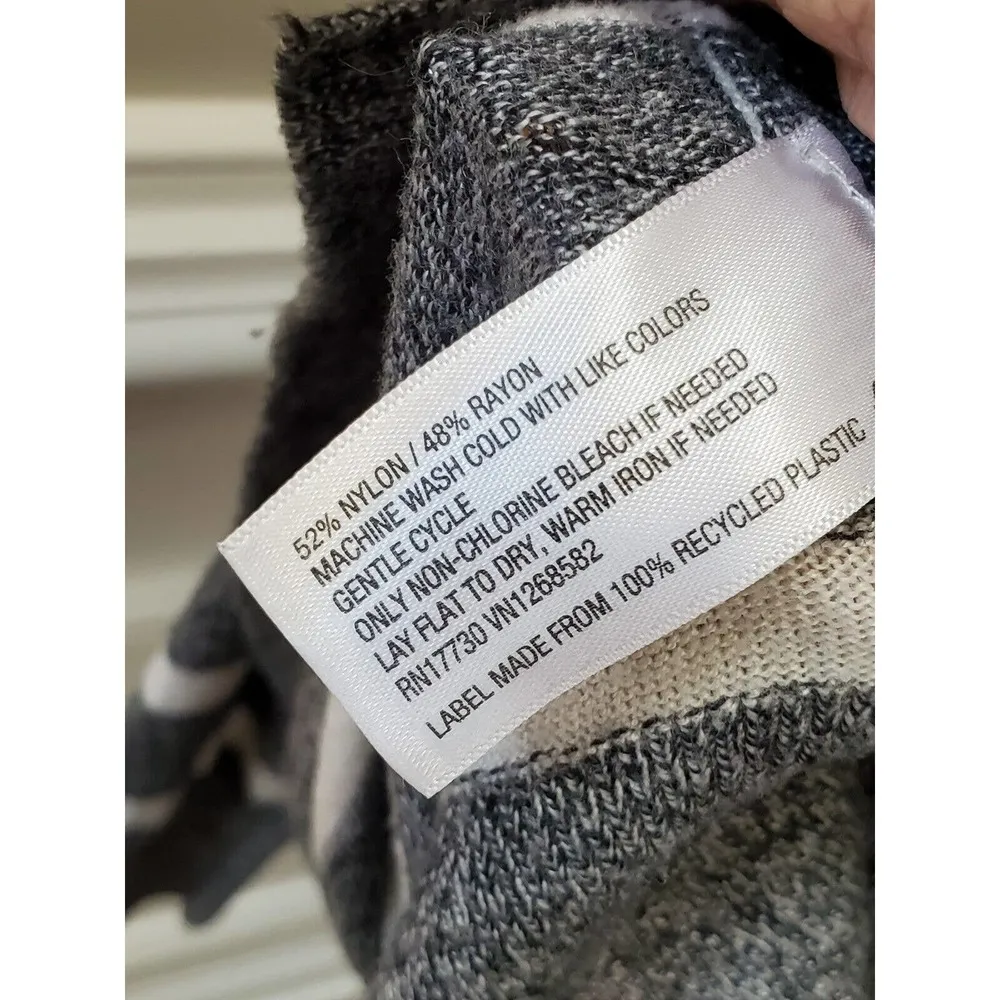 52% NYLON / 48% RAYON
MACHINE WASH COLD WITH LIKE COLORS
GENTLE CYCLE
ONLY NON-CHLORINE BLEACH IF NEEDED
LAY FLAT TO DRY, WARM IRON IF NEEDED
RN17730 VN1268582
LABEL MADE FROM 100% RECYCLED PLASTIC